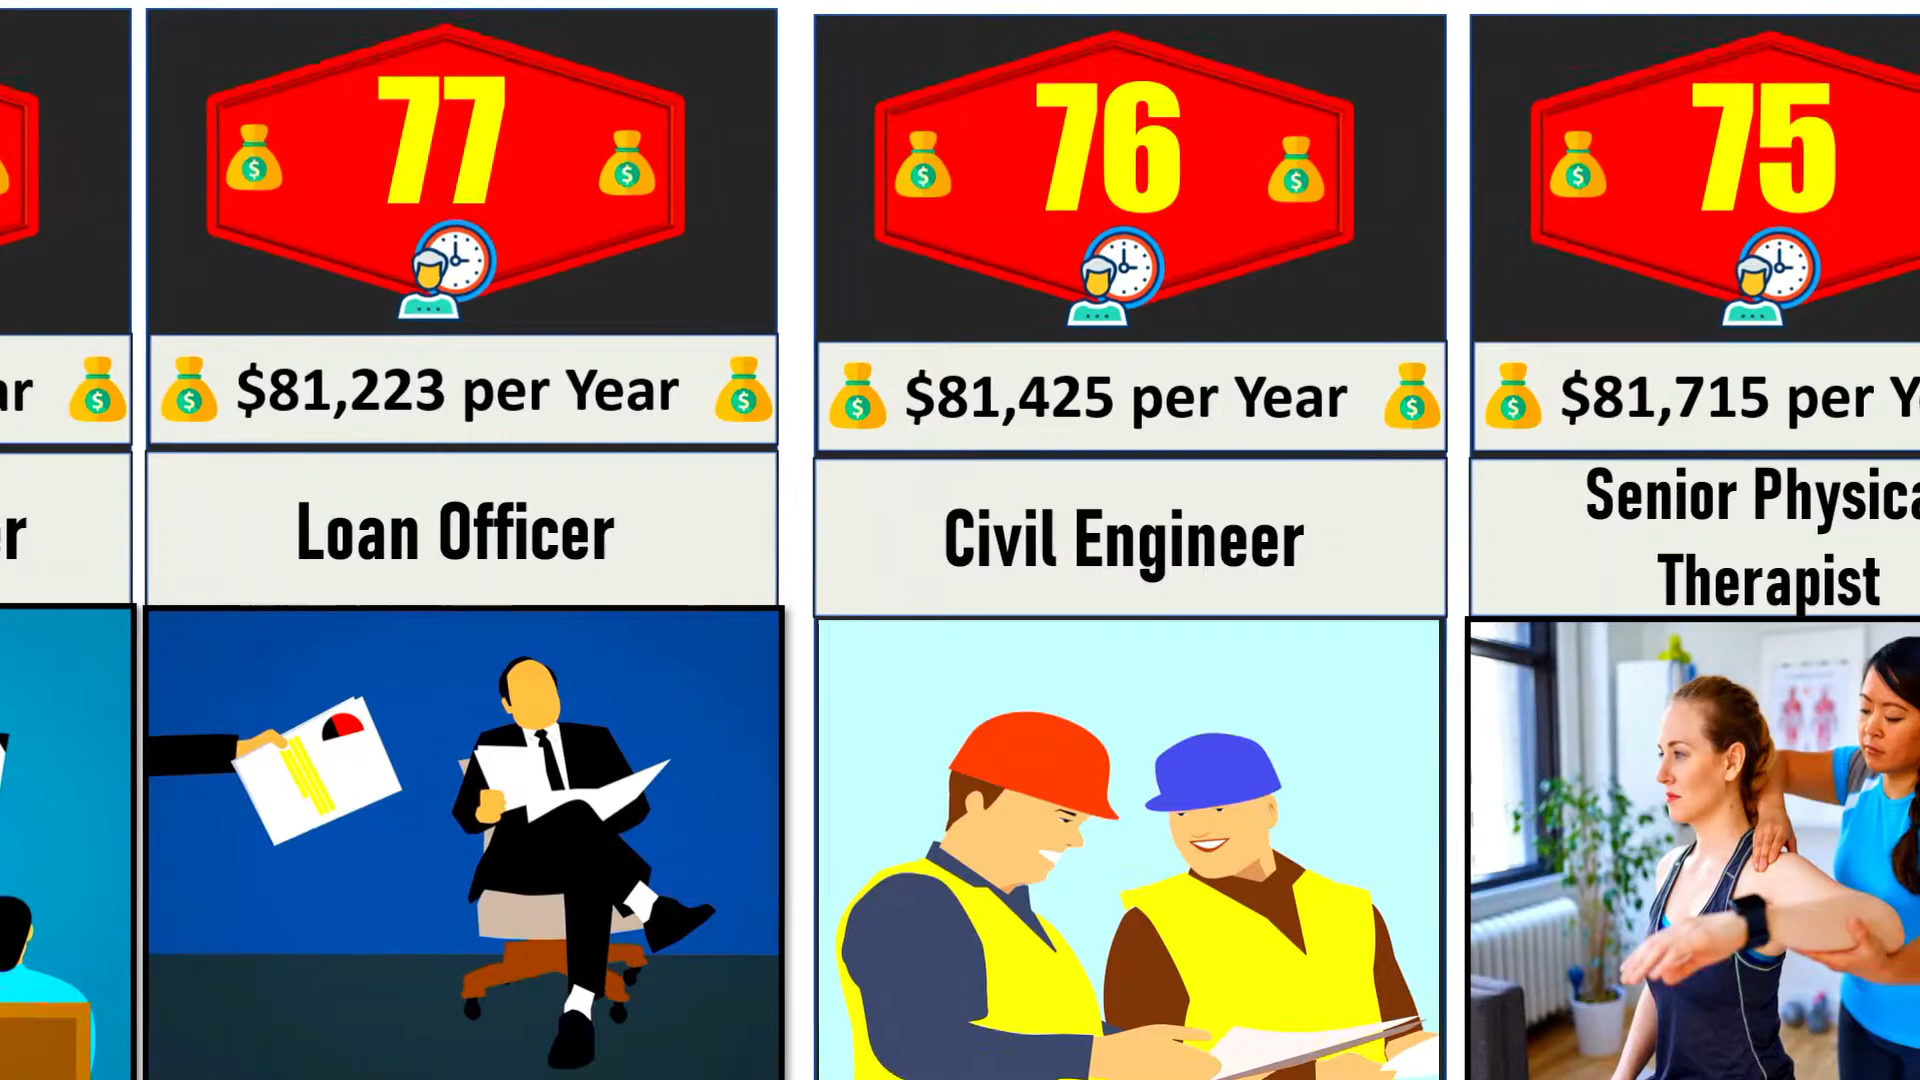 77
$81,223 per Year
Loan Officer
76
$81,425 per Year
Civil Engineer
75
$81,715 per
Senior
Therapist